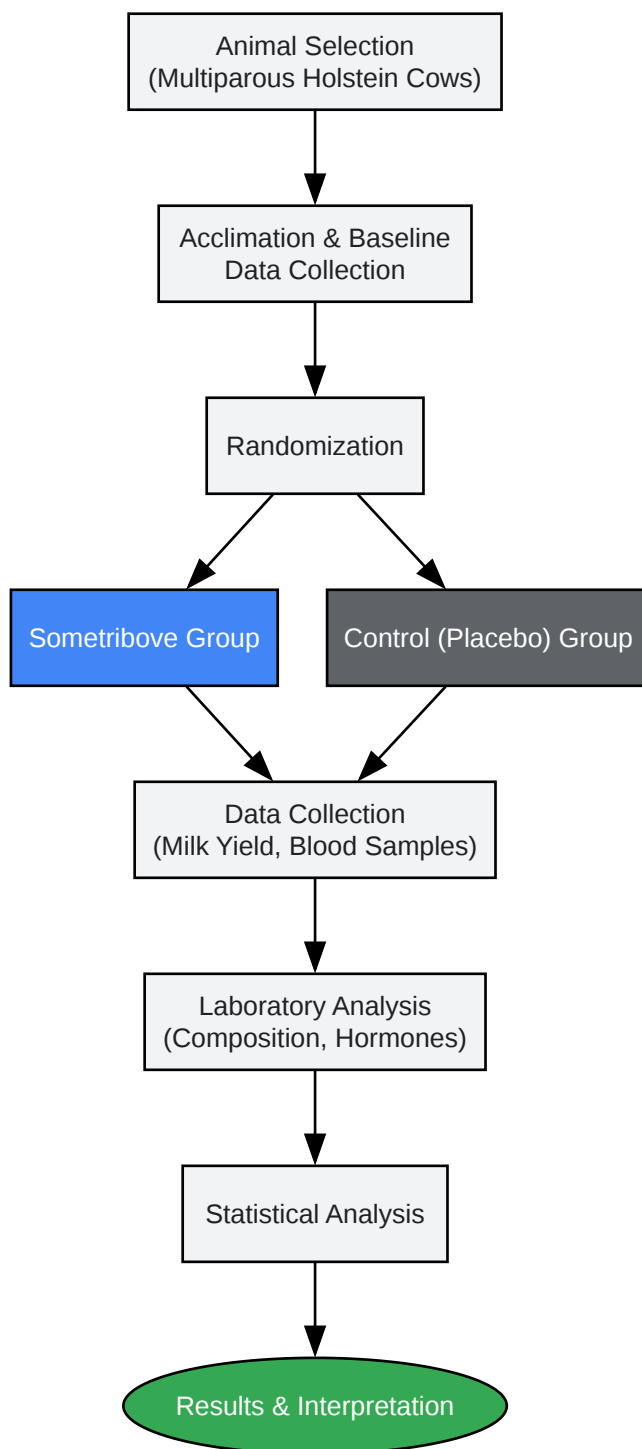 Animal Selection
(Multiparous Holstein Cows)
Acclimation & Baseline
Data Collection
Randomization
Sometribove Group
Control (Placebo) Group
Data Collection
(Milk Yield, Blood Samples)
Laboratory Analysis
(Composition, Hormones)
Statistical Analysis
Results & Interpretation